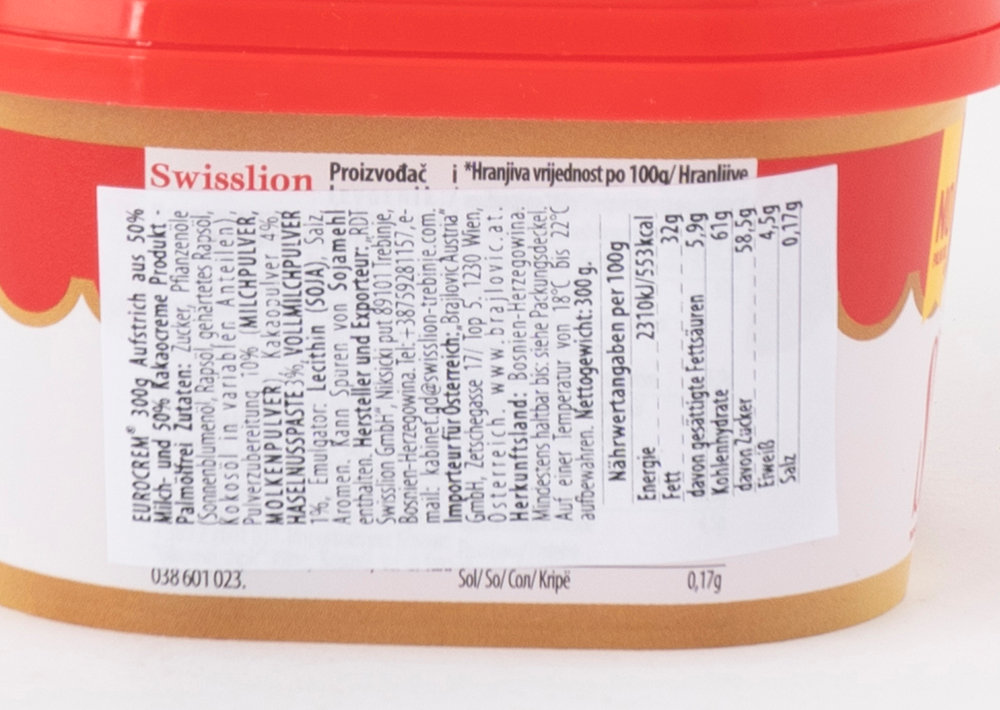 Swisslion
Proizvođač i
*Hranjiva vrijednost po 100g/ Hranljive
EUROCREM® 300g Aufstrich aus 50%
Milch- und 50% Kakaocreme Produkt -
Palmölfrei Zutaten: Zucker, Pflanzenöle
(Sonnenblumenöl, Rapsöl, gehärtetes Rapsöl,
Kokosöl in variablen Anteilen),
Pulverzubereitung 10% (MILCHPULVER,
MOLKENPULVER), Kakaopulver 4%,
HASELNUSSPASTE 3%, VOLLMILCHPULVER
1%, Emulgator: Lecithin (SOJA), Salz,
Aromen. Kann Spuren von Sojamehl
enthalten. Hersteller und Exporteur: „RDT
Swisslion GmbH“, Niksicki put 89101 Trebinje,
Bosnien-Herzegowina. Tel: +38759281157, e-
mail: kabinet.gd@swisslion-trebinje.com,
Importeur für Österreich: „Brajlovic Austria“
GmbH, Zetschegasse 17/ Top 5. 1230 Wien,
Österreich. www.brajlovic.at.
Herkunftsland: Bosnien-Herzegowina.
Mindestens haltbar bis: siehe Packungsdeckel.
Auf einer Temperatur von 18°C bis 22°C
aufbewahren. Nettogewicht: 300 g.
Nährwertangaben per 100g
Energie 2310kJ/553kcal
Fett 32g
davon gesättigte Fettsäuren 5,9g
Kohlenhydrate 61g
davon Zucker 58,5g
Eiweiß 4,5g
Salz 0,17g
038 601 023.
Sol/ So/ Con/ Kripë 0,17g